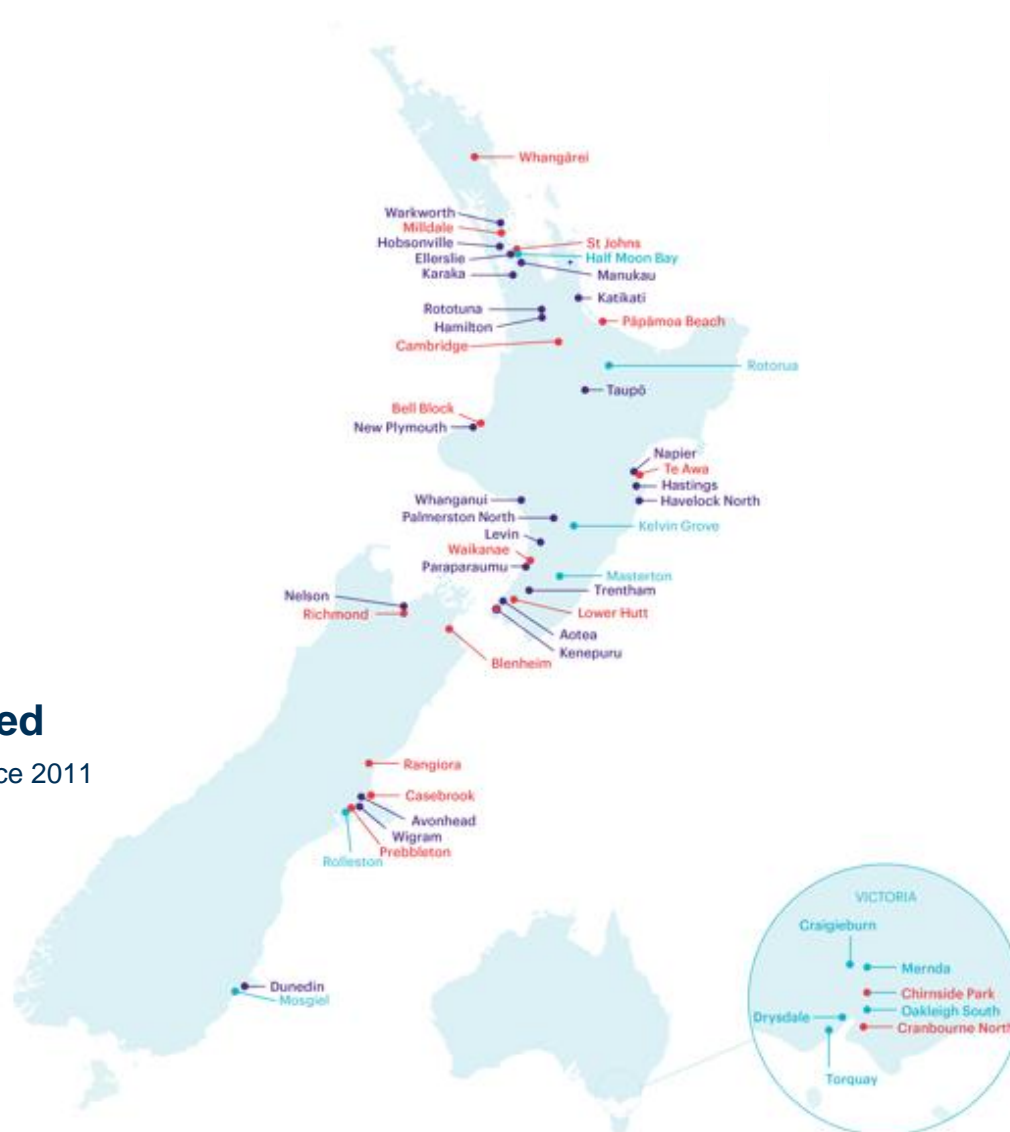 Whangārei
Warkworth
Milldale
Hobsonville
St Johns
Ellerslie
Half Moon Bay
Karaka
Manukau
Katikati
Rototuna
Hamilton
Pāpāmoa Beach
Cambridge
Rotorua
Taupō
Bell Block
New Plymouth
Napier
Te Awa
Hastings
Whanganui
Havelock North
Palmerston North
Kelvin Grove
Levin
Waikanae
Paraparaumu
Masterton
Trentham
Nelson
Richmond
Lower Hutt
Aotea
Kenepuru
Blenheim
ed
ce 2011
Rangiora
Casebrook
Avonhead
Wigram
Prebbleton
Rolleston
Dunedin
Mosgiel
VICTORIA
Craigieburn
Mernda
Chirnside Park
Oakleigh South
Drysdale
Cranbourne North
Torquay